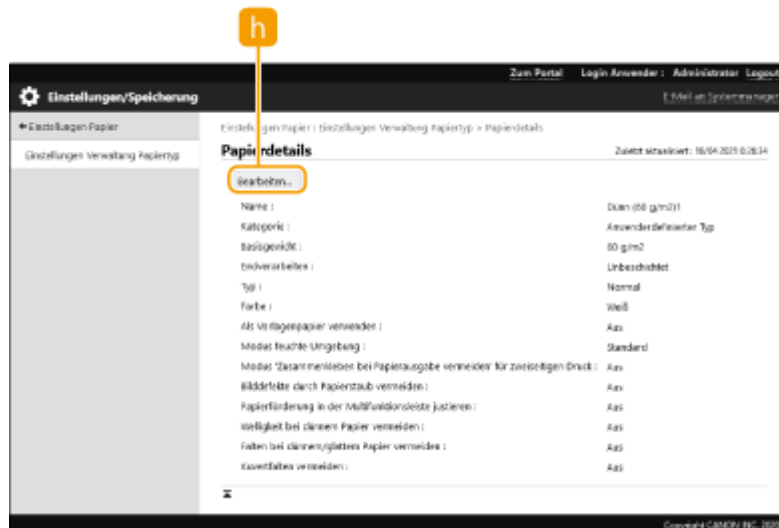 h
Zum Portal Login Anwender : Administrator Logout
Einstellungen/Speicherung
E-Mail an Systemmanager
Einstellungen Papier
Einstellungen Papier : Einstellungen Verwaltung Papiertyp > Papierdetails
Einstellungen Verwaltung Papiertyp
Papierdetails
Zuletzt aktualisiert : 16/04 2021 0:26:34
Bearbeiten...
Name : Dünn (60 g/m2)1
Kategorie : Anwenderdefinierter Typ
Basisgewicht : 60 g/m2
Endverarbeiten : Unbeschichtet
Typ : Normal
Farbe : Weiß
Als Vorlagenpapier verwenden : Aus
Modus feuchte Umgebung : Standard
Modus 'Zusammenkleben bei Papierausgabe vermeiden' für zweiseitigen Druck : Aus
Bilddefekte durch Papierstaub vermeiden : Aus
Papierförderung in der Multifunktionsleiste justieren : Aus
Welligkeit bei dünnem Papier vermeiden : Aus
Falten bei dünnem/glattem Papier vermeiden : Aus
Kuvertfalten vermeiden : Aus
Copyright CANON INC. 202